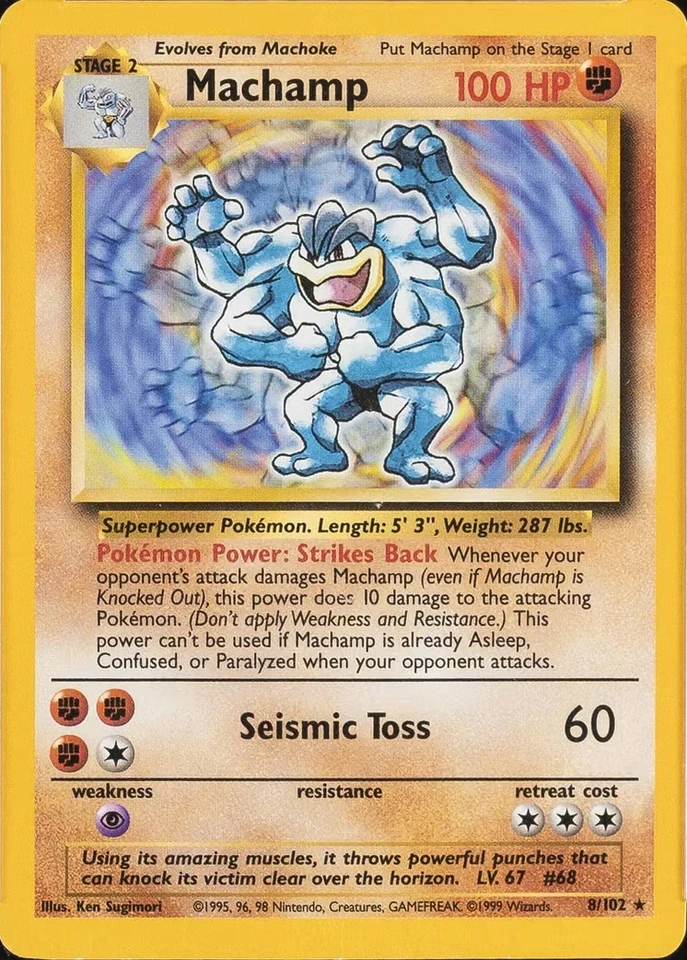 Evolves from Machoke Put Machamp on the Stage 1 card
STAGE 2
Machamp 100 HP
Superpower Pokémon. Length: 5' 3", Weight: 287 lbs.
Pokémon Power: Strikes Back Whenever your
opponent's attack damages Machamp (even if Machamp is
Knocked Out), this power does 10 damage to the attacking
Pokémon. (Don't apply Weakness and Resistance.) This
power can't be used if Machamp is already Asleep,
Confused, or Paralyzed when your opponent attacks.
Seismic Toss 60
weakness resistance retreat cost
Using its amazing muscles, it throws powerful punches that
can knock its victim clear over the horizon. LV. 67 #68
Illus. Ken Sugimori ©1995, 96, 98 Nintendo, Creatures, GAMEFREAK. ©1999 Wizards. 8/102 ★